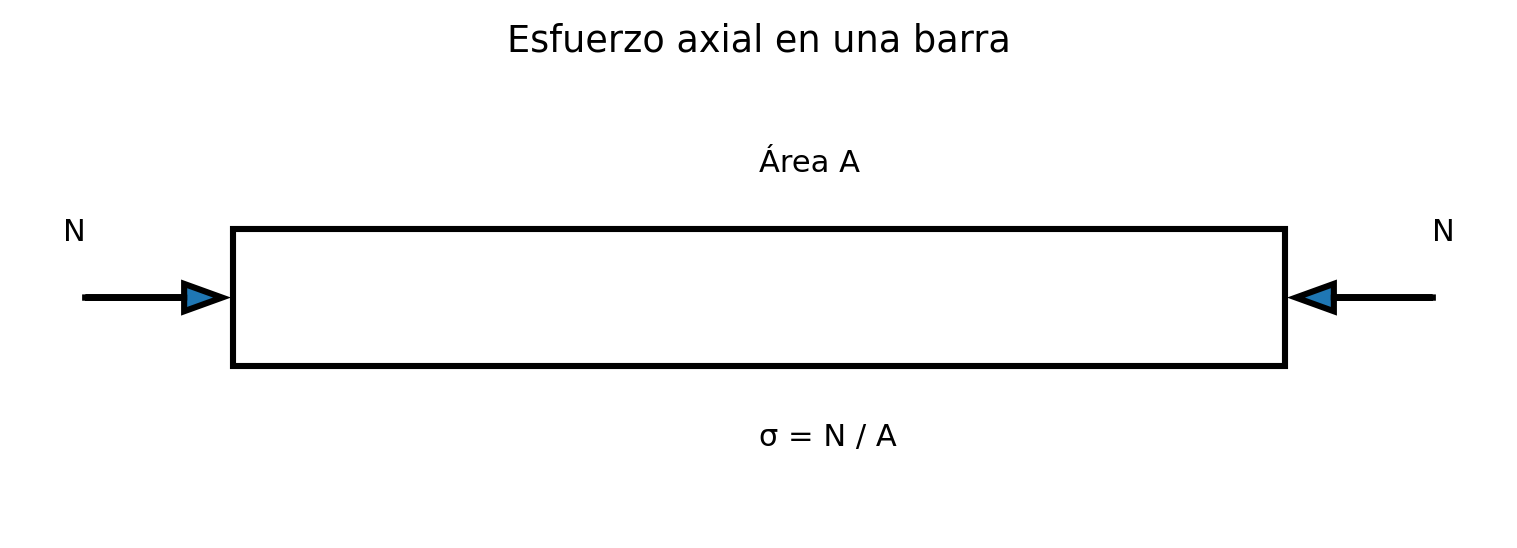 Esfuerzo axial en una barra
Área A
N
N
σ = N / A